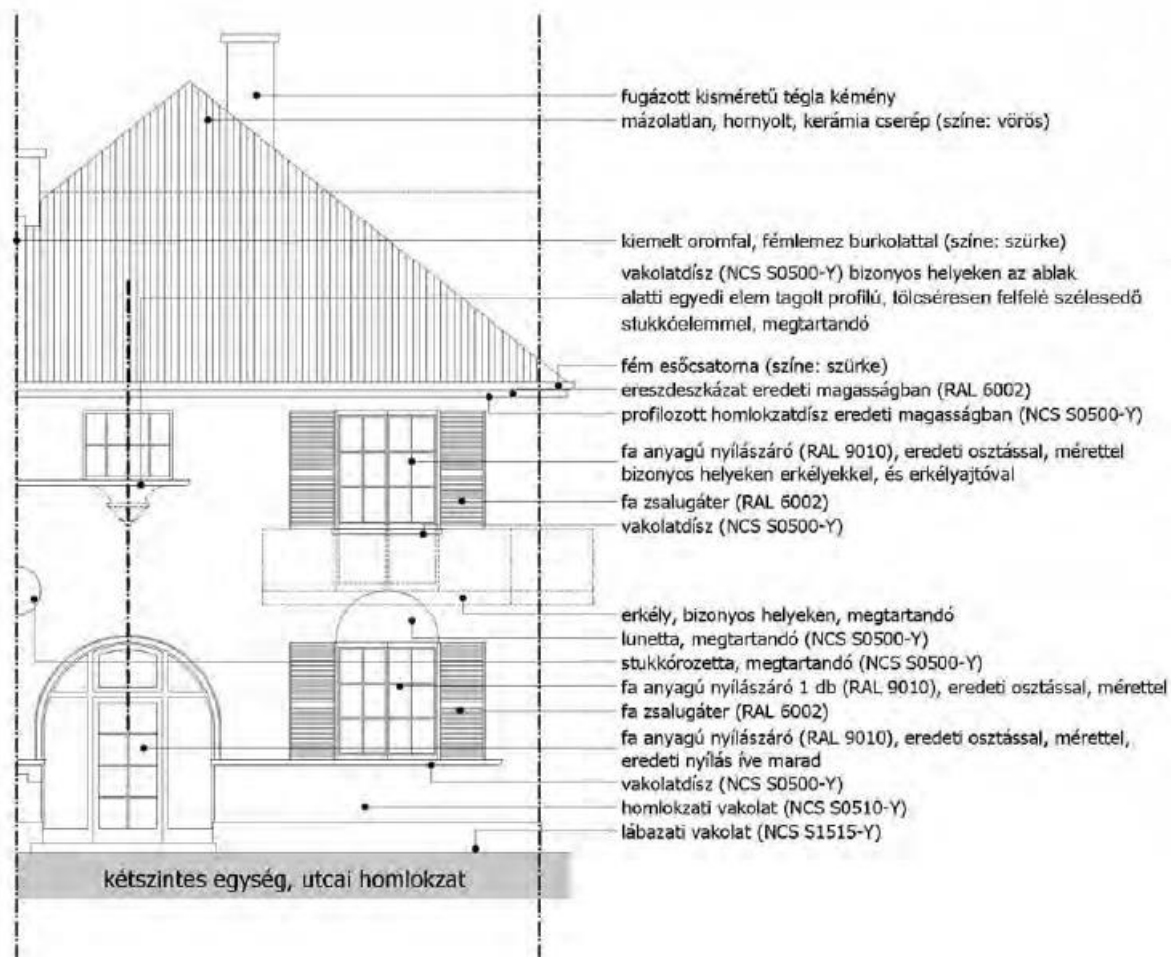 fugázott kisméretű tégla kémény
mázolatlan, hornyolt, kerámia cserép (színe: vörös)
kiemelt oromfal, fémlemez burkolattal (színe: szürke)
vakolatdísz (NCS S0500-Y) bizonyos helyeken az ablak
alatti egyedi elem tagolt profilú, tölcséresen felfelé szélesedő
stukkóelemmel, megtartandó
fém esőcsatorna (színe: szürke)
ereszdeszkázat eredeti magasságban (RAL 6002)
profilozott homlokzatdísz eredeti magasságban (NCS S0500-Y)
fa anyagú nyílászáró (RAL 9010), eredeti osztással, mérettel
bizonyos helyeken erkélyekkel, és erkélyajtóval
fa zsalugáter (RAL 6002)
vakolatdísz (NCS S0500-Y)
erkély, bizonyos helyeken, megtartandó
lunetta, megtartandó (NCS S0500-Y)
stukkórozetta, megtartandó (NCS S0500-Y)
fa anyagú nyílászáró 1 db (RAL 9010), eredeti osztással, mérettel
fa zsalugáter (RAL 6002)
fa anyagú nyílászáró (RAL 9010), eredeti osztással, mérettel,
eredeti nyílás íve marad
vakolatdísz (NCS S0500-Y)
homlokzati vakolat (NCS S0510-Y)
lábazati vakolat (NCS S1515-Y)
kétszintes egység, utcai homlokzat